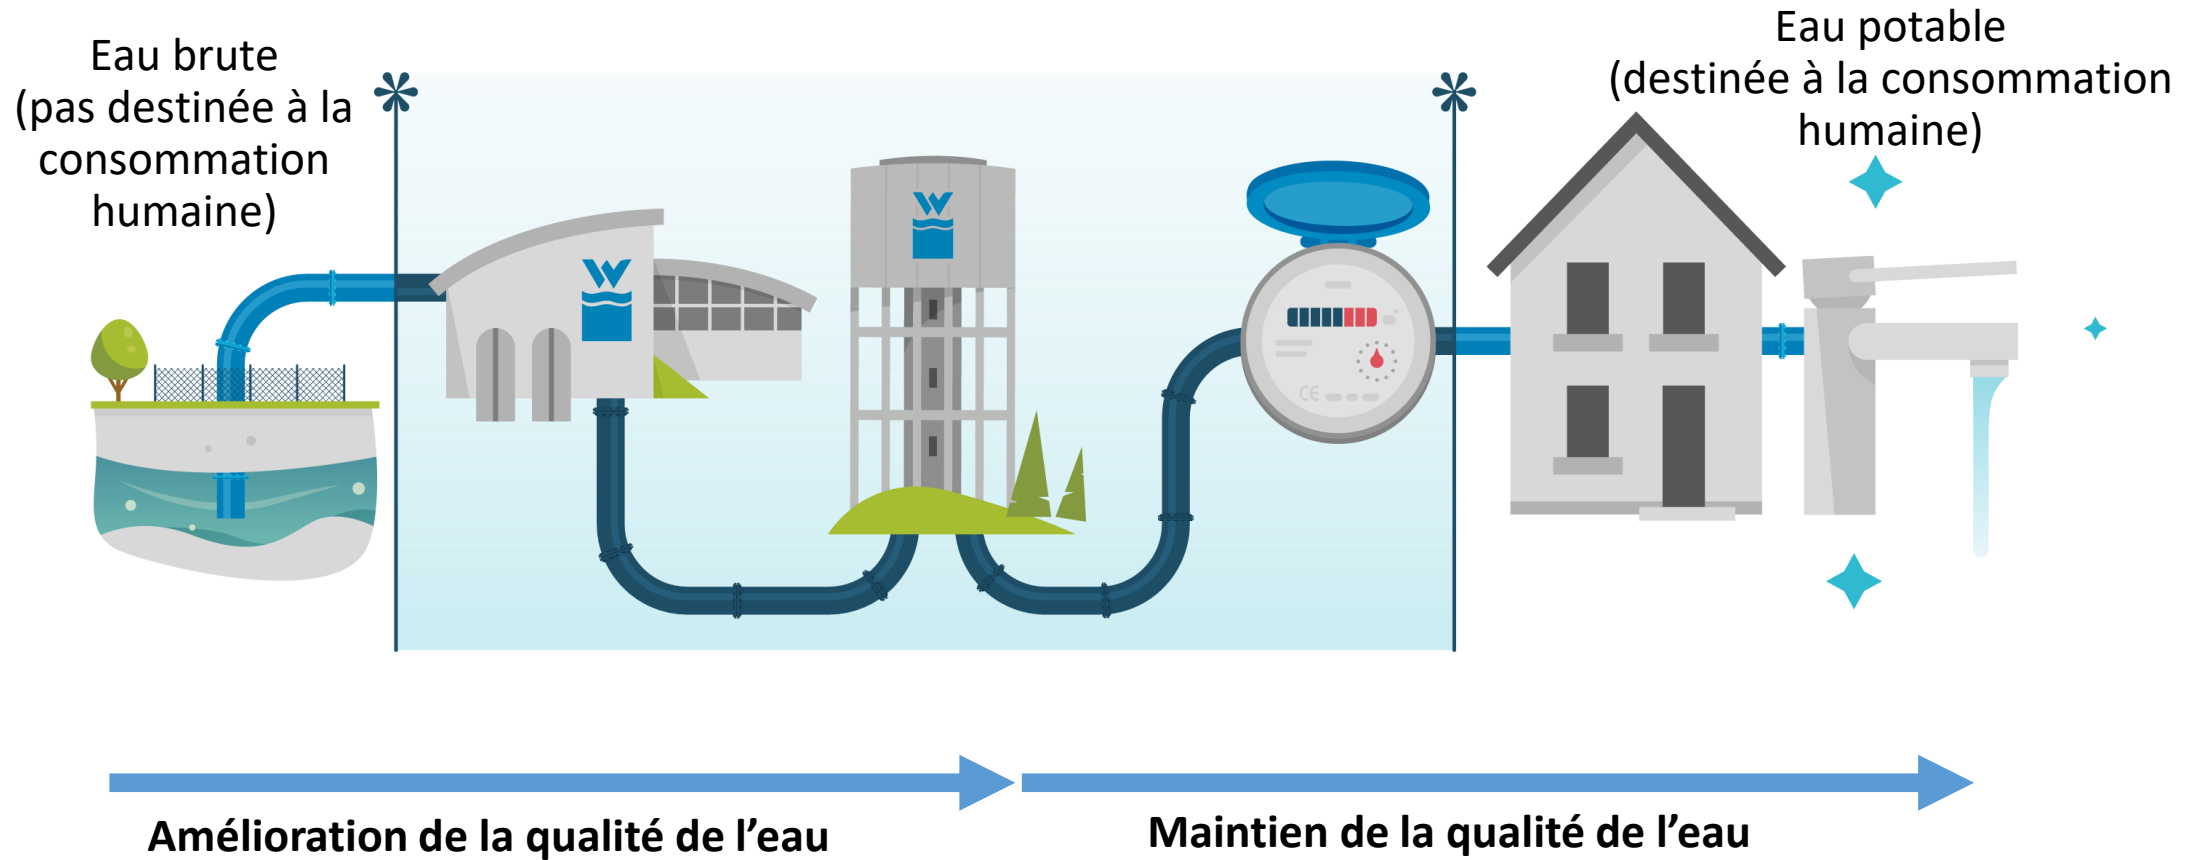 Eau brute
(pas destinée à la
consommation
humaine)
Eau potable
(destinée à la consommation
humaine)
CE
Amélioration de la qualité de l’eau
Maintien de la qualité de l’eau